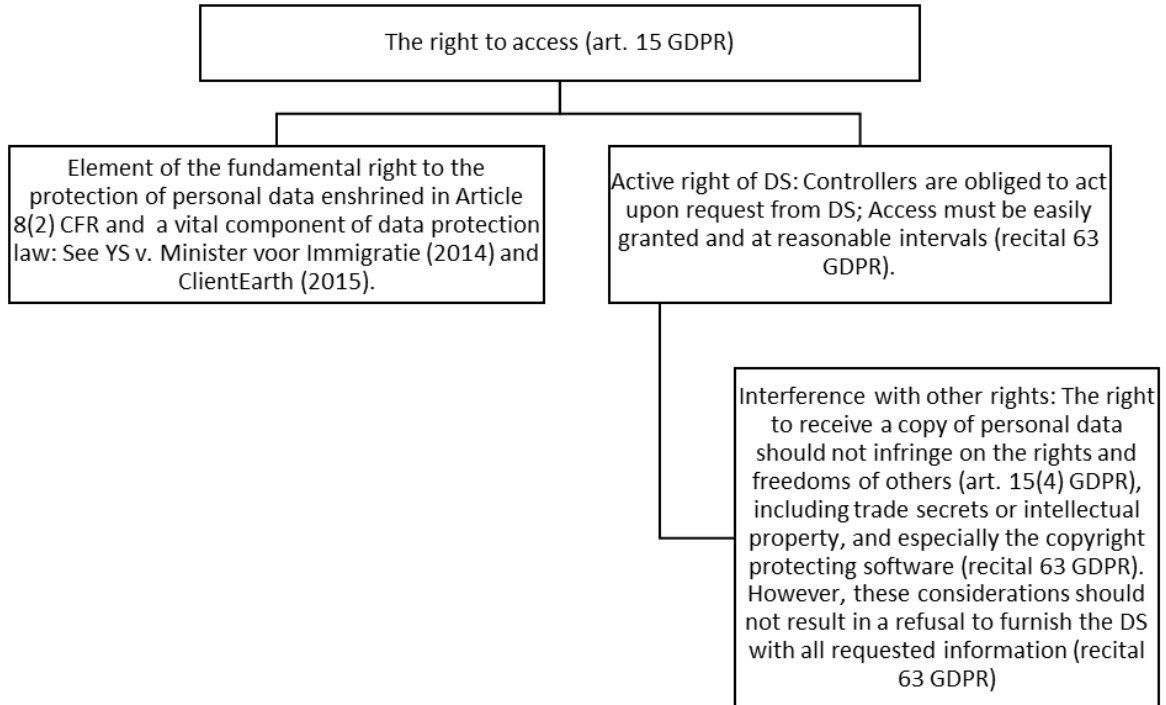 The right to access (art. 15 GDPR)
Element of the fundamental right to the
protection of personal data enshrined in Article
8(2) CFR and a vital component of data protection
law: See YS v. Minister voor Immigratie (2014) and
ClientEarth (2015).
Active right of DS: Controllers are obliged to act
upon request from DS; Access must be easily
granted and at reasonable intervals (recital 63
GDPR).
Interference with other rights: The right
to receive a copy of personal data
should not infringe on the rights and
freedoms of others (art. 15(4) GDPR),
including trade secrets or intellectual
property, and especially the copyright
protecting software (recital 63 GDPR).
However, these considerations should
not result in a refusal to furnish the DS
with all requested information (recital
63 GDPR)